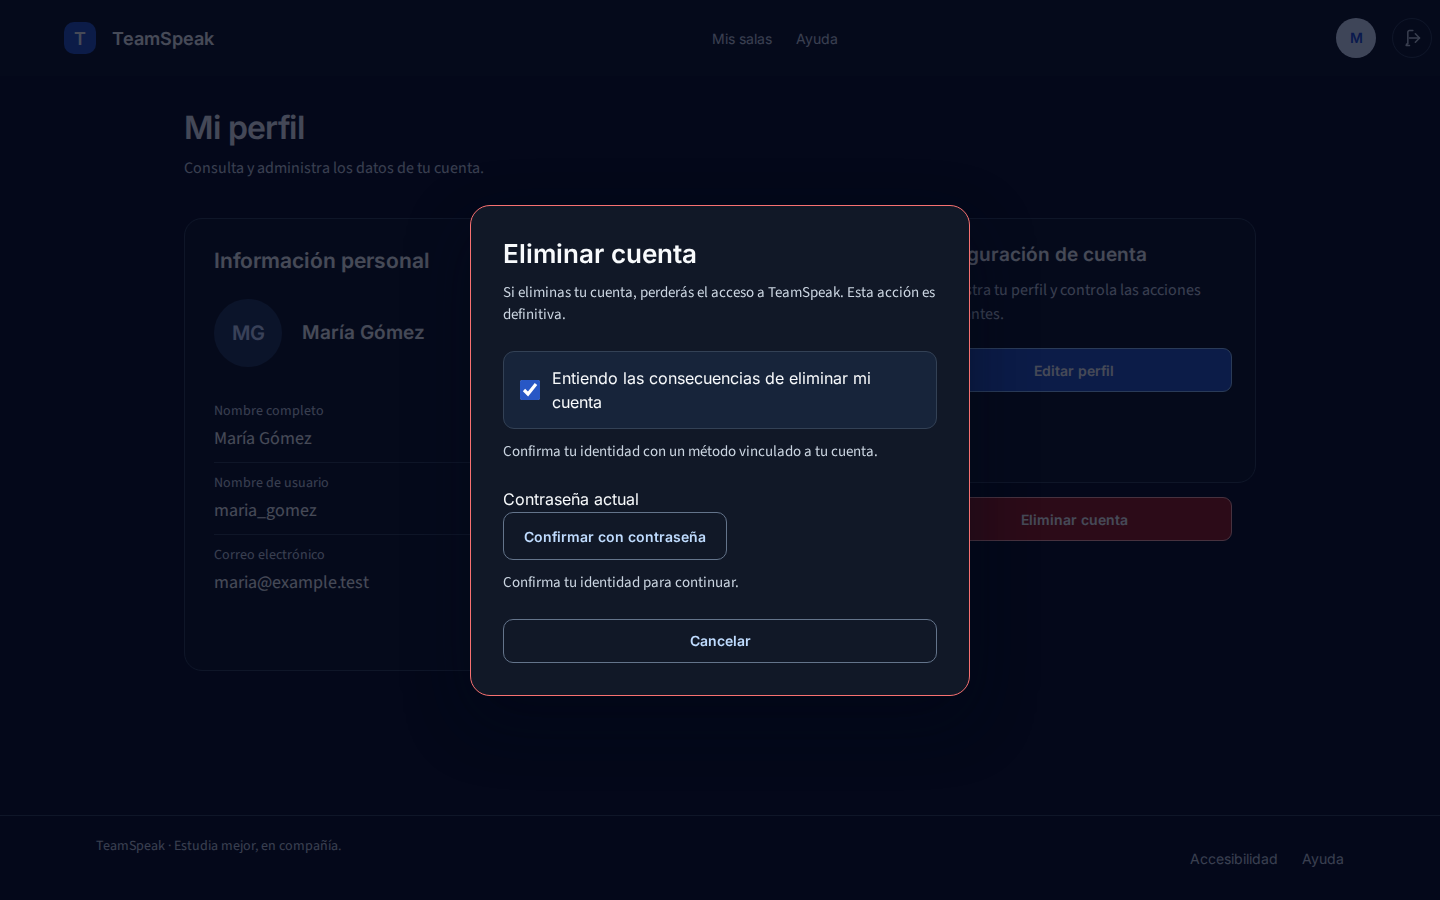 T TeamSpeak
Mis salas Ayuda
M
Mi perfil
Consulta y administra los datos de tu cuenta.
Información personal
MG María Gómez
Nombre completo
María Gómez
Nombre de usuario
maria_gomez
Correo electrónico
maria@example.test
Eliminar cuenta
Si eliminas tu cuenta, perderás el acceso a TeamSpeak. Esta acción es
definitiva.
Entiendo las consecuencias de eliminar mi
cuenta
Confirma tu identidad con un método vinculado a tu cuenta.
Contraseña actual
Confirmar con contraseña
Confirma tu identidad para continuar.
Cancelar
guración de cuenta
tra tu perfil y controla las acciones
ntes.
Editar perfil
Eliminar cuenta
TeamSpeak · Estudia mejor, en compañía.
Accesibilidad Ayuda